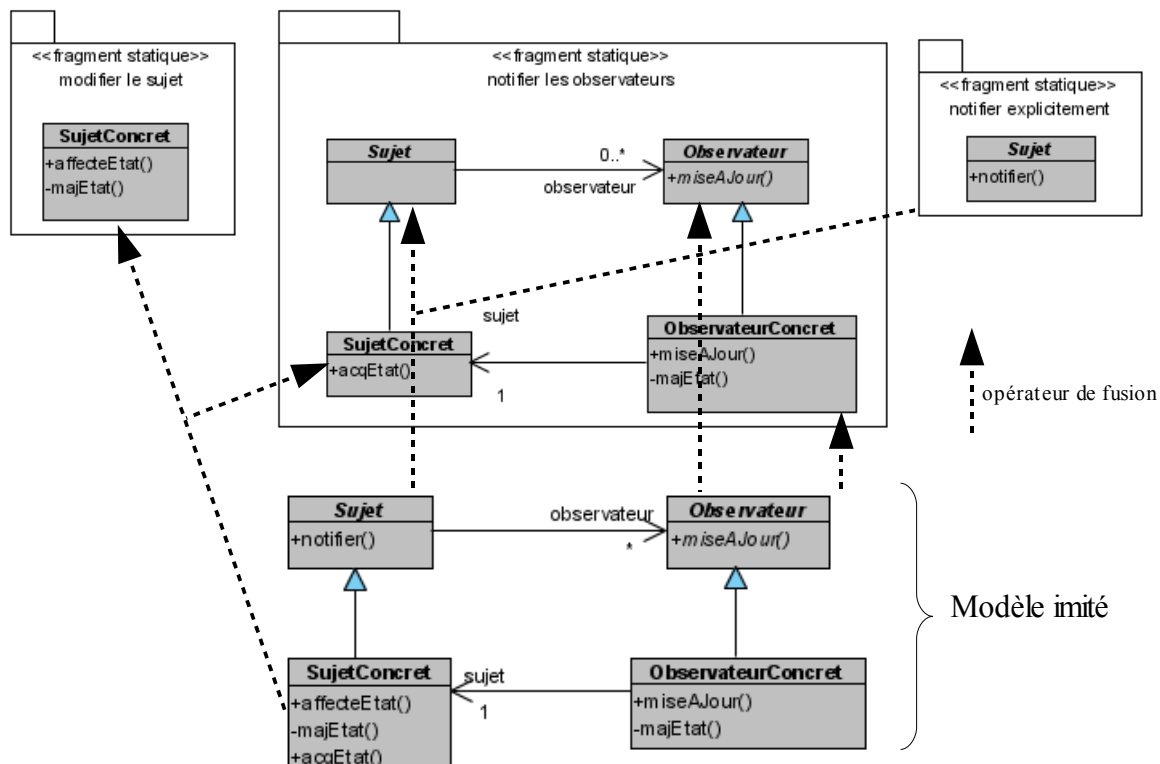 <<fragment statique>>
modifier le sujet
SujetConcret
+affecteEtat()
-majEtat()
<<fragment statique>>
notifier les observateurs
Sujet
0..*
observateur
Observateur
+miseAJour()
sujet
SujetConcret
+acqEtat()
1
ObservateurConcret
+miseAJour()
-majEtat()
<<fragment statique>>
notifier explicitement
Sujet
+notifier()
opérateur de fusion
Sujet
+notifier()
observateur
*
Observateur
+miseAJour()
Modèle imité
SujetConcret
+affecteEtat()
-majEtat()
+acqEtat()
sujet
1
ObservateurConcret
+miseAJour()
-majEtat()